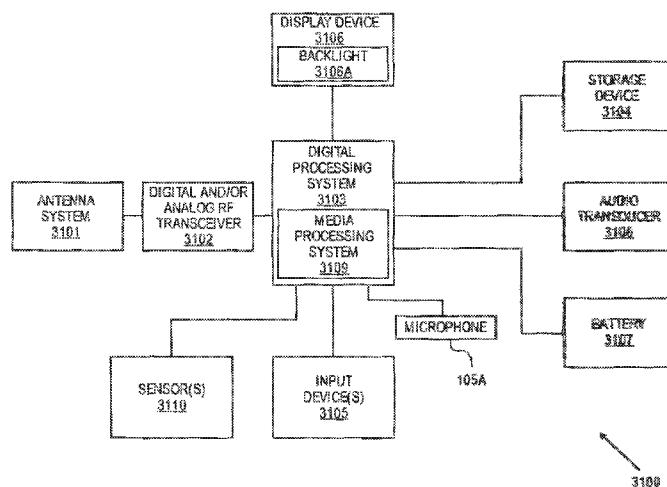 DISPLAY DEVICE
3106
BACKLIGHT
3106A
STORAGE
DEVICE
3104
DIGITAL
PROCESSING
SYSTEM
3103
MEDIA
PROCESSING
SYSTEM
3109
ANTENNA
SYSTEM
3101
DIGITAL AND/OR
ANALOG RF
TRANSCEIVER
3102
AUDIO
TRANSDUCER
3106
MICROPHONE
105A
BATTERY
3107
SENSOR(S)
3110
INPUT
DEVICE(S)
3105
3100